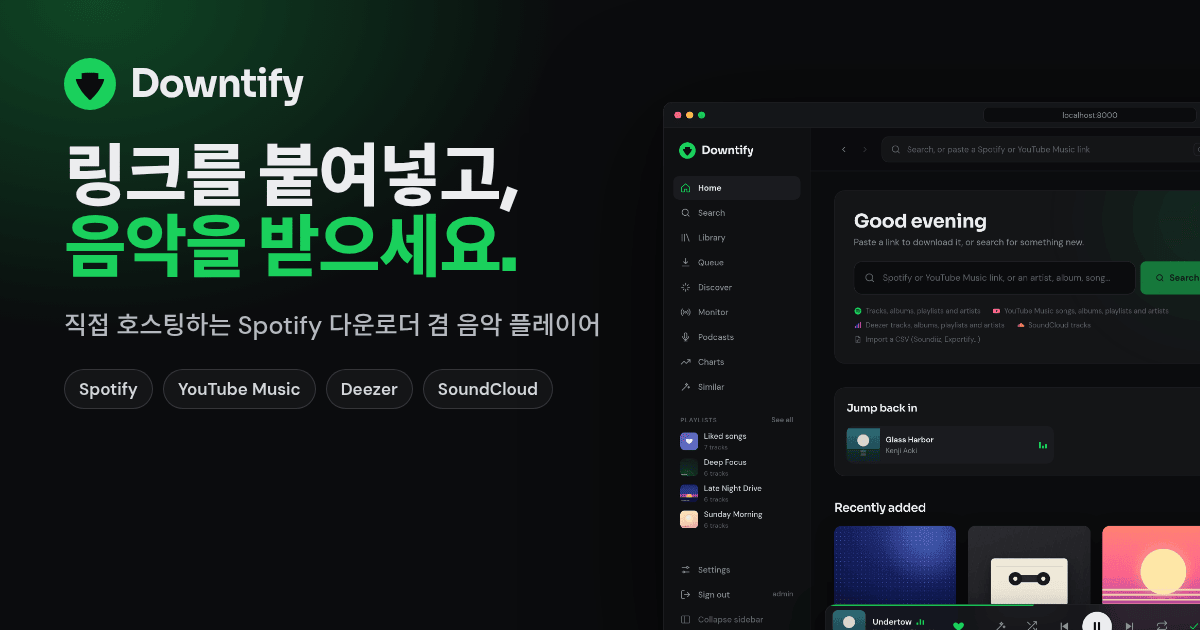 Downtify
링크를 붙여넣고,
음악을 받으세요.
직접 호스팅하는 Spotify 다운로더 겸 음악 플레이어
Spotify
YouTube Music
Deezer
SoundCloud
localhost:8000
Downtify
Search, or paste a Spotify or YouTube Music link
Home
Search
Library
Queue
Discover
Monitor
Podcasts
Charts
Similar
PLAYLISTS
See all
Liked songs
7 tracks
Deep Focus
6 tracks
Late Night Drive
6 tracks
Sunday Morning
6 tracks
Settings
Sign out
admin
Collapse sidebar
Good evening
Paste a link to download it, or search for something new.
Spotify or YouTube Music link, or an artist, album, song...
Search
Tracks, albums, playlists and artists
YouTube Music songs, albums, playlists and artists
Deezer tracks, albums, playlists and artists
SoundCloud tracks
Import a CSV (Soundiiz, Exportify, )
Jump back in
Glass Harbor
Kenji Aoki
Recently added
Undertow